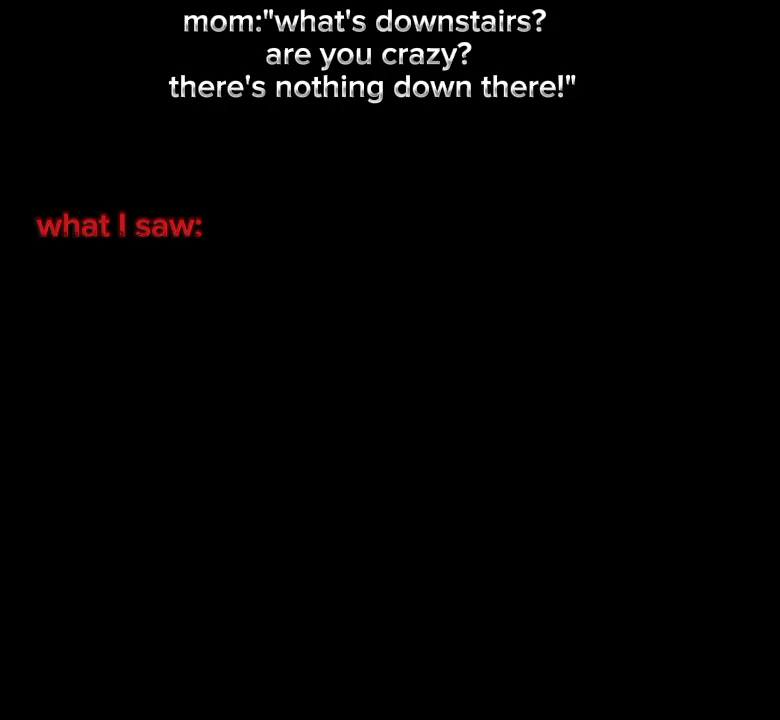 mom:"what's downstairs?
are you crazy?
there's nothing down there!"
what I saw: